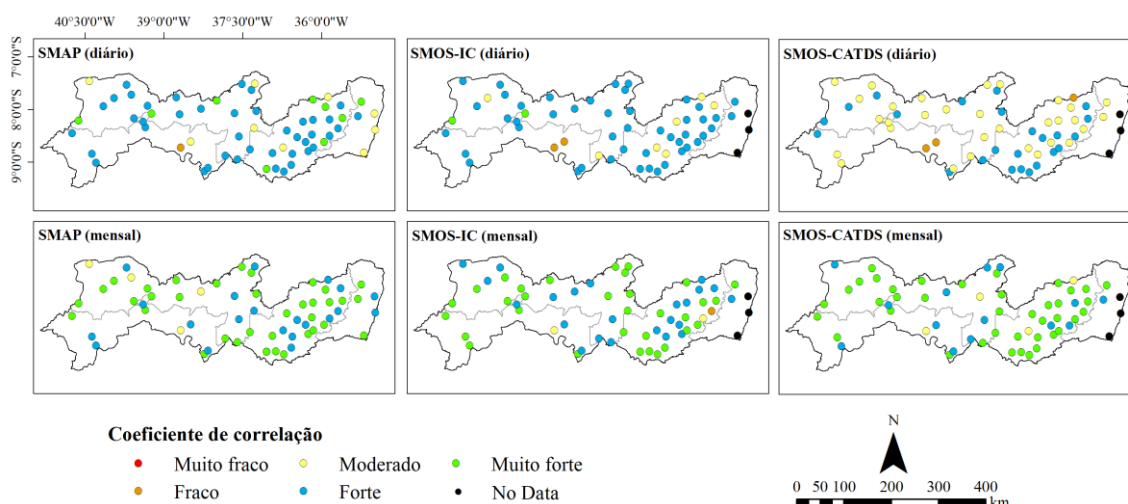 40°30'0"W 39°0'0"W 37°30'0"W 36°0'0"W
7°0'0"S
8°0'0"S
9°0'0"S
SMAP (diário) SMOS-IC (diário) SMOS-CATDS (diário)
SMAP (mensal) SMOS-IC (mensal) SMOS-CATDS (mensal)
Coeficiente de correlação
Muito fraco Moderado Muito forte
Fraco Forte No Data
N
0 50 100 200 300 400
km